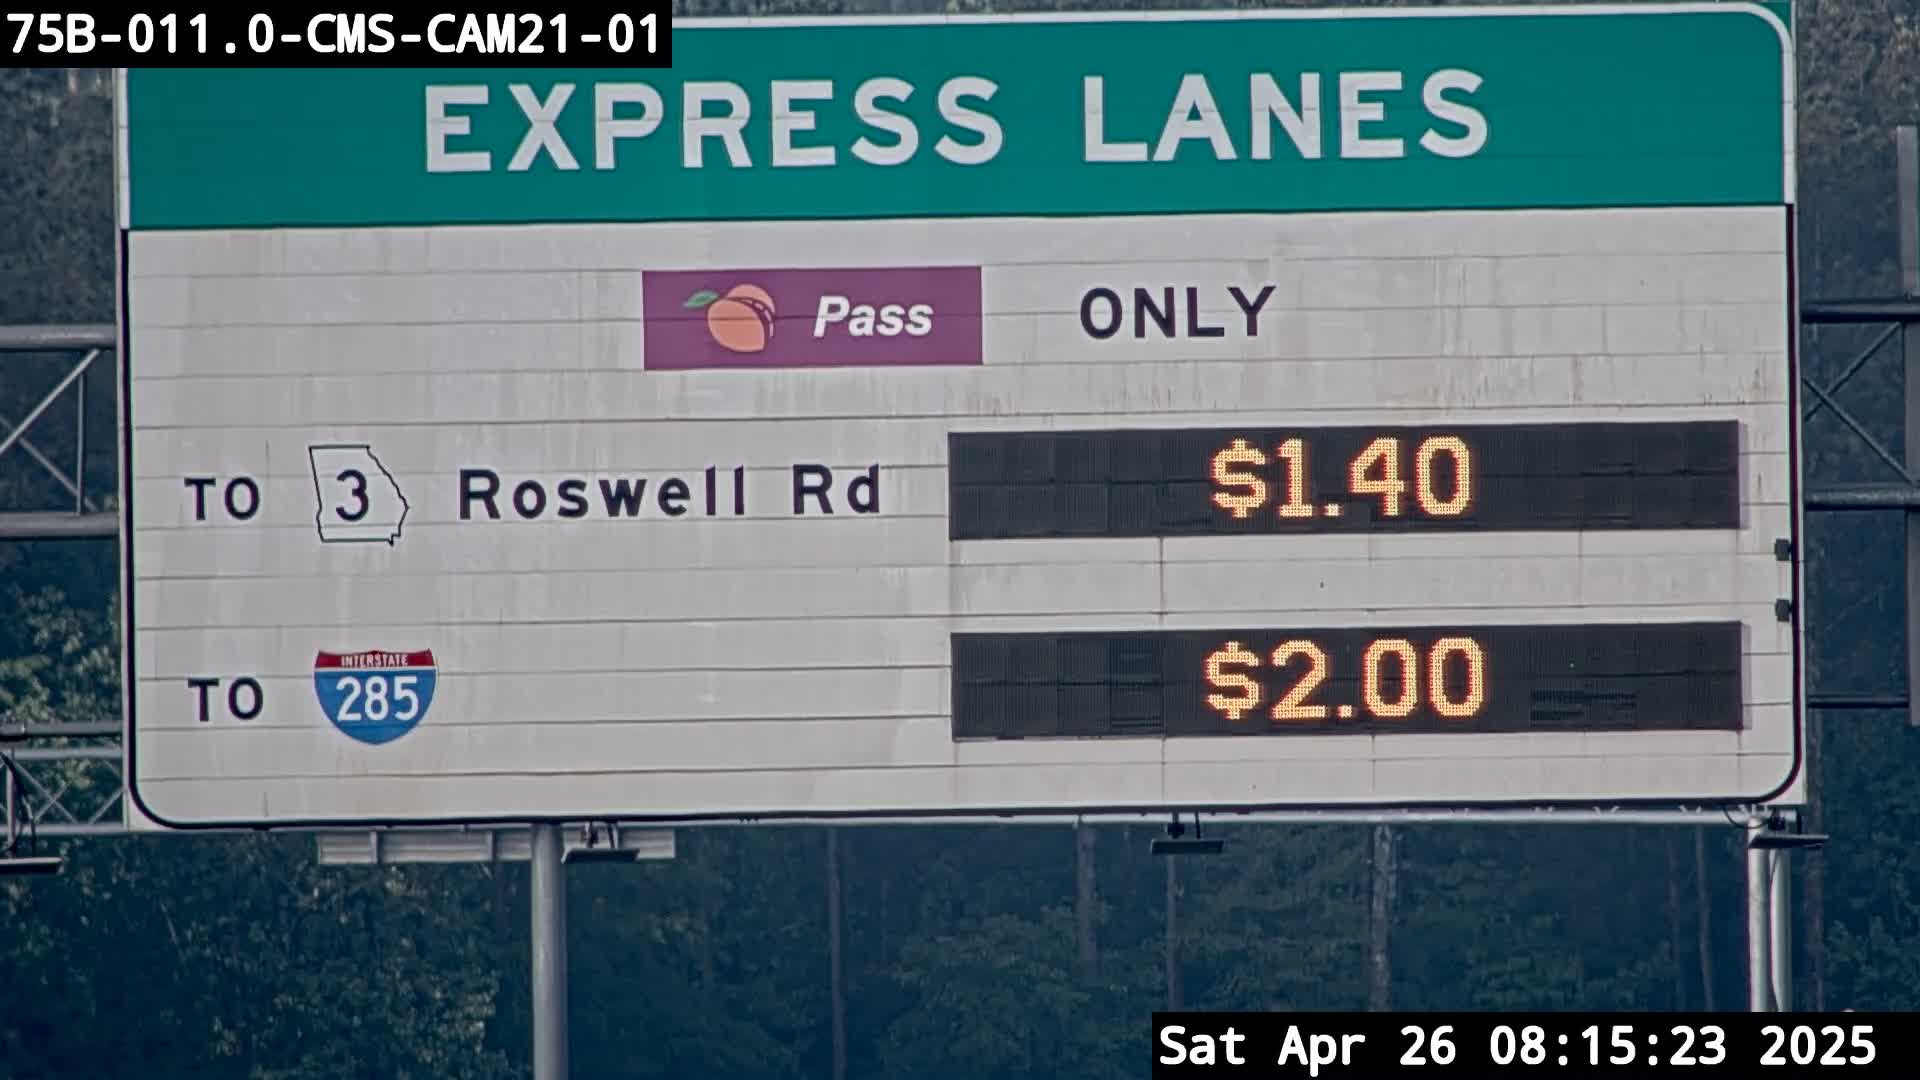 75B-011.0-CMS-CAM21-01
EXPRESS LANES
Pass ONLY
TO 3 Roswell Rd $1.40
TO INTERSTATE 285 $2.00
Sat Apr 26 08:15:23 2025